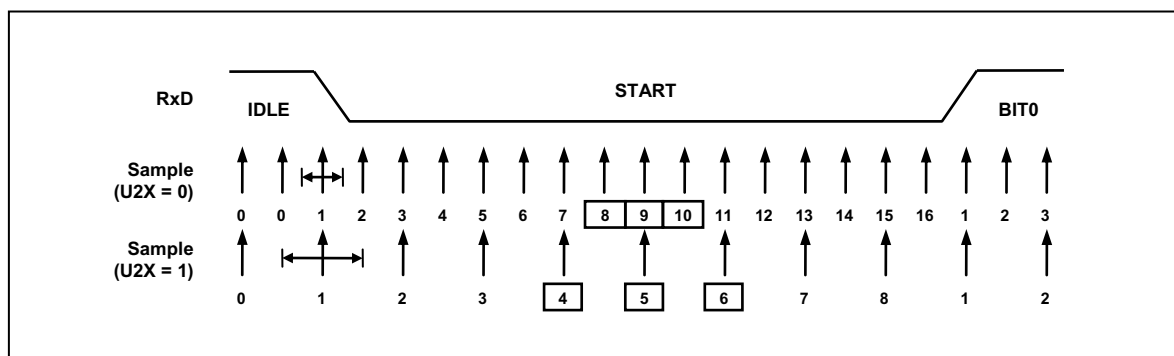 RxD
IDLE
START
BIT0
Sample
(U2X = 0)
0 0 1 2 3 4 5 6 7 8 9 10 11 12 13 14 15 16 1 2 3
Sample
(U2X = 1)
0 1 2 3 4 5 6 7 8 1 2